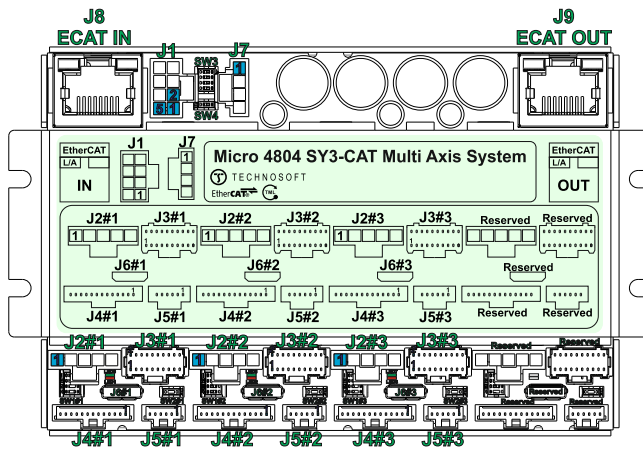 J8
J9
ECAT IN
J1
SW3
J7
ECAT OUT
1
2
5
1
SW4
EtherCAT
L/A
IN
J1
1
J7
1
Micro 4804 SY3-CAT Multi Axis System
TECHNOSOFT
EtherCAT
TML
EtherCAT
L/A
OUT
J2#1
J3#1
J2#2
J3#2
J2#3
J3#3
Reserved
Reserved
1
1
1
1
1
1
J6#1
J6#2
J6#3
Reserved
J4#1
J5#1
J4#2
J5#2
J4#3
J5#3
Reserved
Reserved
J2#1
J3#1
J2#2
J3#2
J2#3
J3#3
Reserved
Reserved
1
1
1
J6#1
J6#2
J6#3
Reserved
Reserved
Reserved
J4#1
J5#1
J4#2
J5#2
J4#3
J5#3